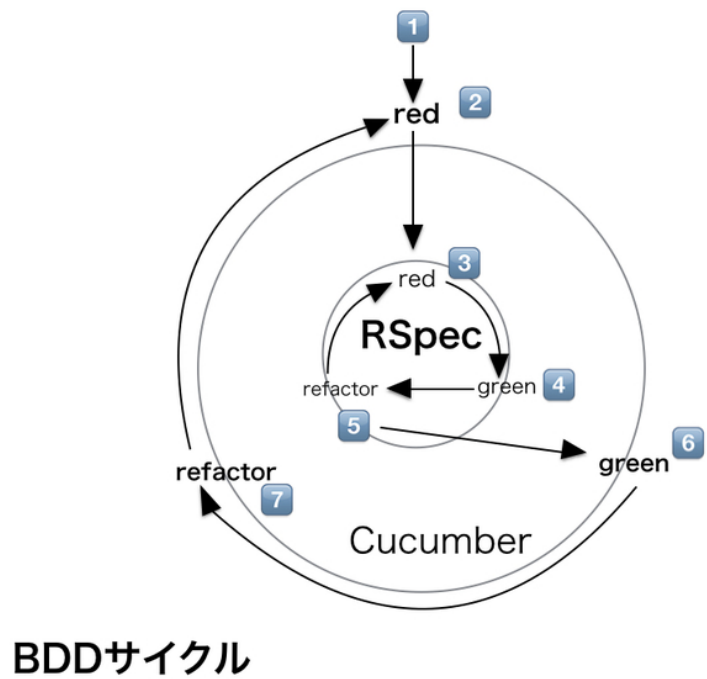 1
red 2
red 3
RSpec
refactor green 4
5
green 6
refactor
7
Cucumber
BDDサイクル